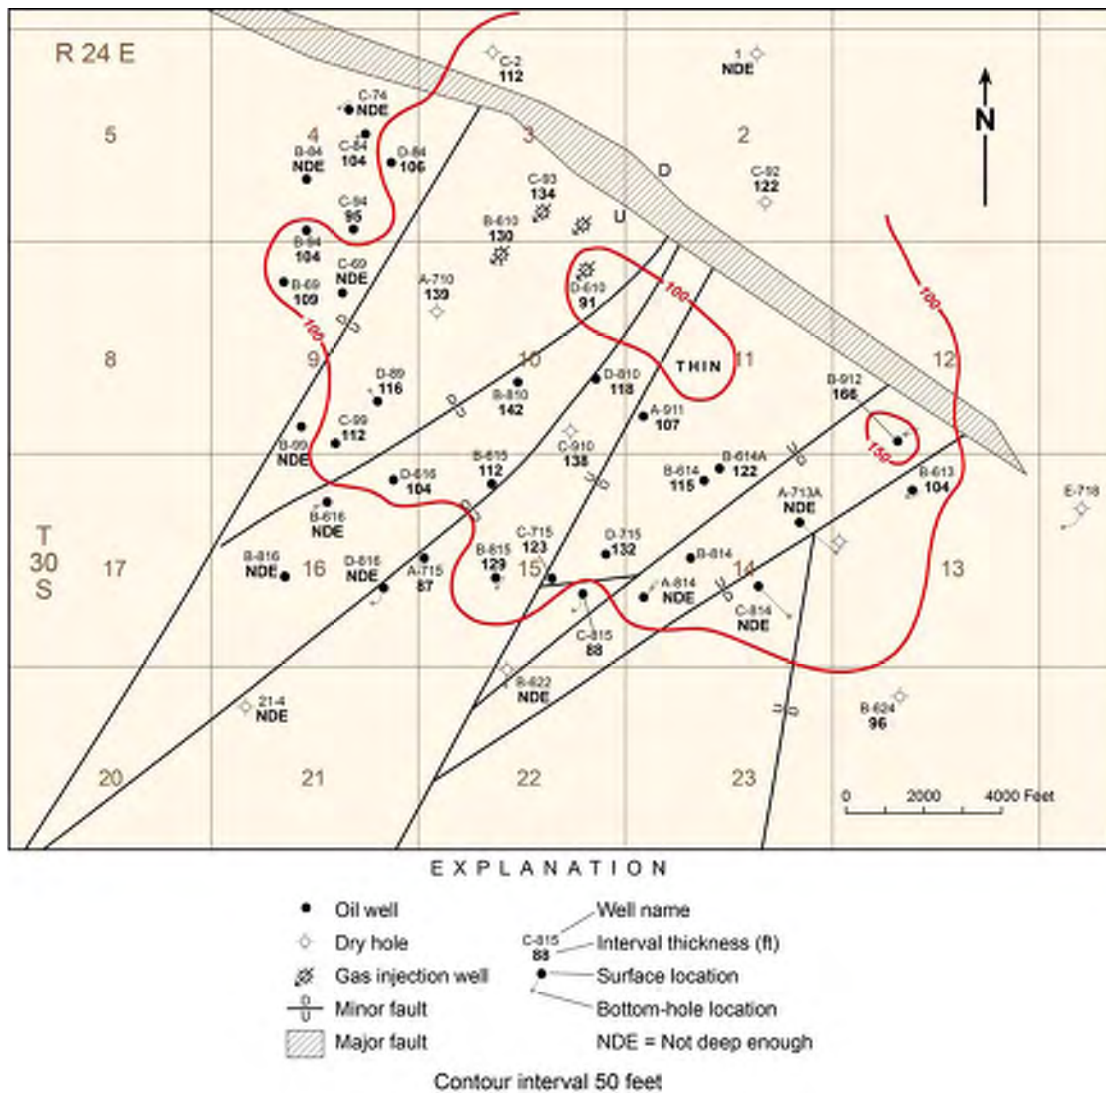 R 24 E
C-2
112
1
NDE
C-74
NDE
N
5
4
3
2
C-84
104
D-84
106
B-84
NDE
D
C-92
122
C-93
134
U
C-94
95
B-610
130
B-94
104
C-69
NDE
B-69
109
A-710
139
D-610
91
100
100
100
D
U
8
9
10
11
12
THIN
D-89
116
B-810
142
D-810
118
B-912
166
D
U
A-911
107
C-99
112
B-99
NDE
C-910
138
150
D
U
B-615
112
D-616
104
B-614
115
B-614A
122
D
U
A-713A
NDE
B-613
104
E-718
B-616
NDE
D
U
T
30
S
17
16
15
14
13
B-816
NDE
D-816
NDE
A-715
87
B-815
129
C-715
123
D-715
132
B-814
A-814
NDE
D
U
C-814
NDE
C-815
88
B-622
NDE
21-4
NDE
D
U
B-624
96
20
21
22
23
0 2000 4000 Feet
EXPLANATION
Oil well
Dry hole
Gas injection well
D
U
Minor fault
Major fault
C-815
88
Well name
Interval thickness (ft)
Surface location
Bottom-hole location
NDE = Not deep enough
Contour interval 50 feet